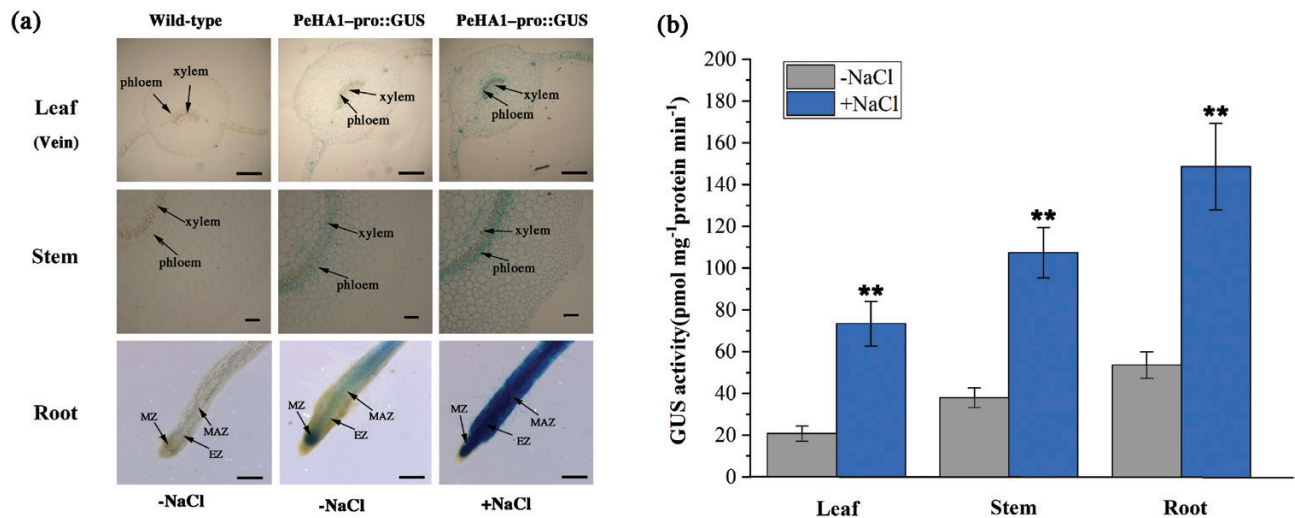 (a)
Wild-type PeHA1–pro::GUS PeHA1–pro::GUS
Leaf
(Vein)
phloem xylem
xylem
phloem
xylem
phloem
Stem
xylem
phloem
xylem
phloem
xylem
phloem
Root
MZ
MAZ
EZ
MZ
MAZ
EZ
MZ
MAZ
EZ
-NaCl -NaCl +NaCl
(b)
GUS activity(pmol mg⁻¹protein min⁻¹)
200
180
160
140
120
100
80
60
40
20
0
-NaCl
+NaCl
**
**
**
Leaf Stem Root